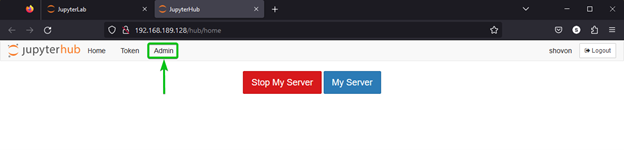 JupyterLab
JupyterHub
192.168.189.128/hub/home
jupyterhub Home Token Admin shovon Logout
Stop My Server My Server